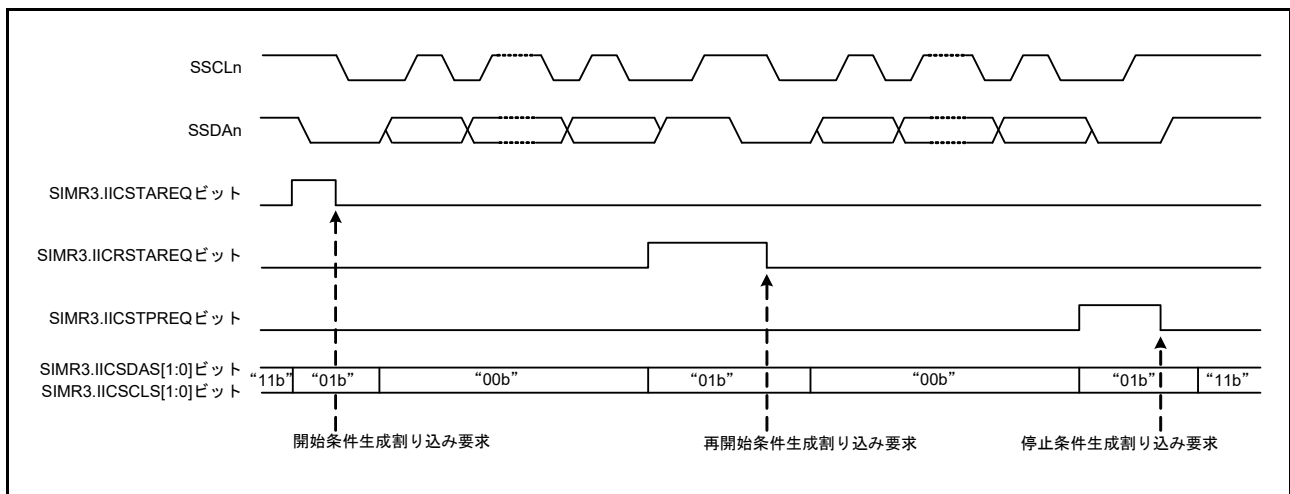 SSCLn
SSDAn
SIMR3.IICSTAREQビット
SIMR3.IICRSTAREQビット
SIMR3.IICSTPREQビット
SIMR3.IICSDAS[1:0]ビット
SIMR3.IICSCLS[1:0]ビット
“11b” “01b” “00b” “01b” “00b” “01b” “11b”
開始条件生成割り込み要求 再開始条件生成割り込み要求 停止条件生成割り込み要求